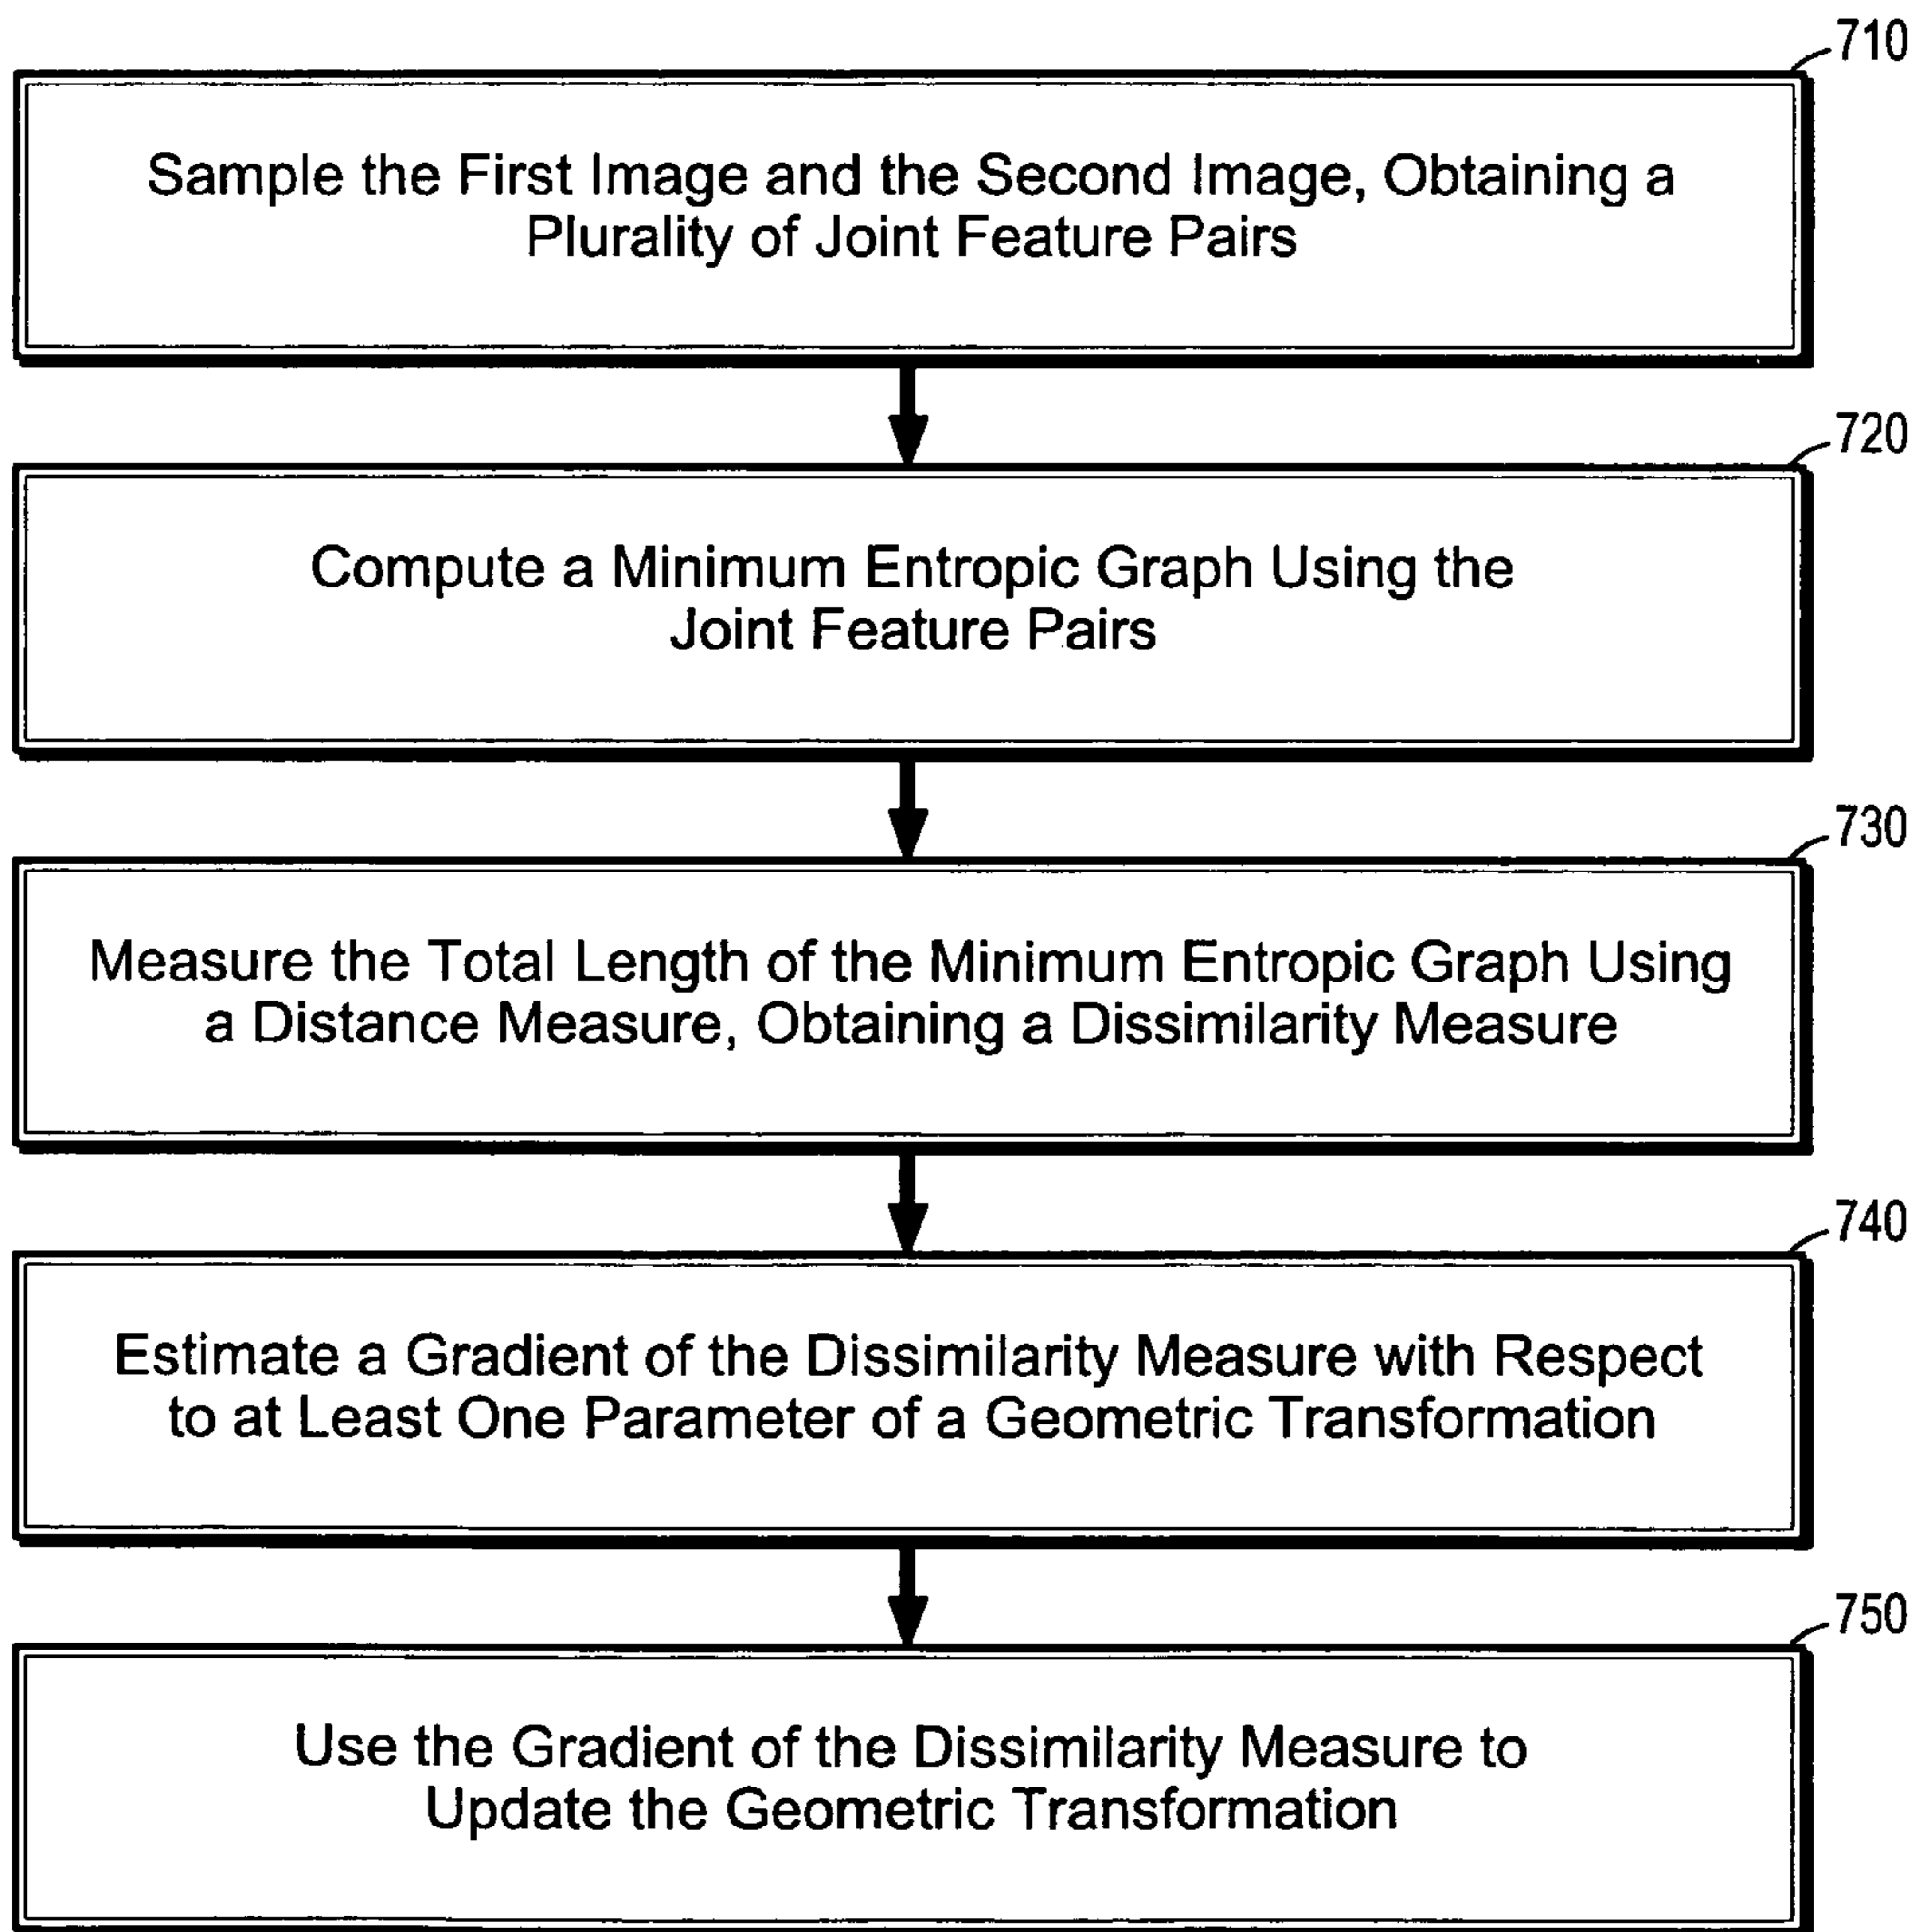 710
Sample the First Image and the Second Image, Obtaining a
Plurality of Joint Feature Pairs
720
Compute a Minimum Entropic Graph Using the
Joint Feature Pairs
730
Measure the Total Length of the Minimum Entropic Graph Using
a Distance Measure, Obtaining a Dissimilarity Measure
740
Estimate a Gradient of the Dissimilarity Measure with Respect
to at Least One Parameter of a Geometric Transformation
750
Use the Gradient of the Dissimilarity Measure to
Update the Geometric Transformation